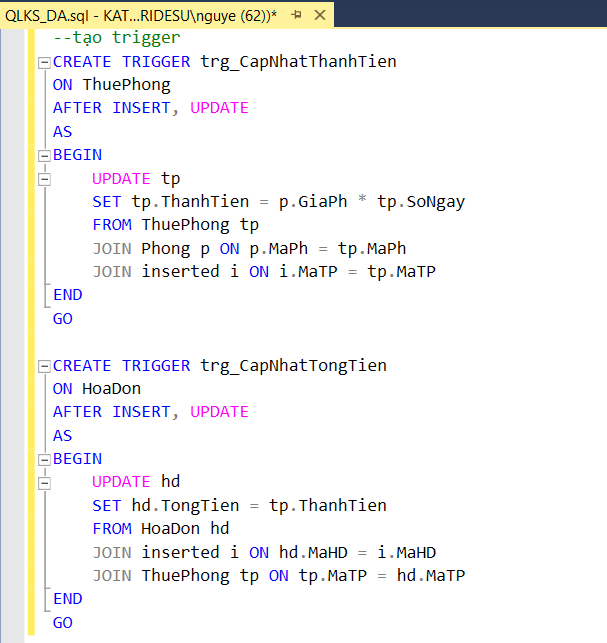 QLKS_DA.sql - KAT...RIDESU\nguye (62))*
--tạo trigger
CREATE TRIGGER trg_CapNhatThanhTien
ON ThuePhong
AFTER INSERT, UPDATE
AS
BEGIN
UPDATE tp
SET tp.ThanhTien = p.GiaPh * tp.SoNgay
FROM ThuePhong tp
JOIN Phong p ON p.MaPh = tp.MaPh
JOIN inserted i ON i.MaTP = tp.MaTP
END
GO
CREATE TRIGGER trg_CapNhatTongTien
ON HoaDon
AFTER INSERT, UPDATE
AS
BEGIN
UPDATE hd
SET hd.TongTien = tp.ThanhTien
FROM HoaDon hd
JOIN inserted i ON hd.MaHD = i.MaHD
JOIN ThuePhong tp ON tp.MaTP = hd.MaTP
END
GO